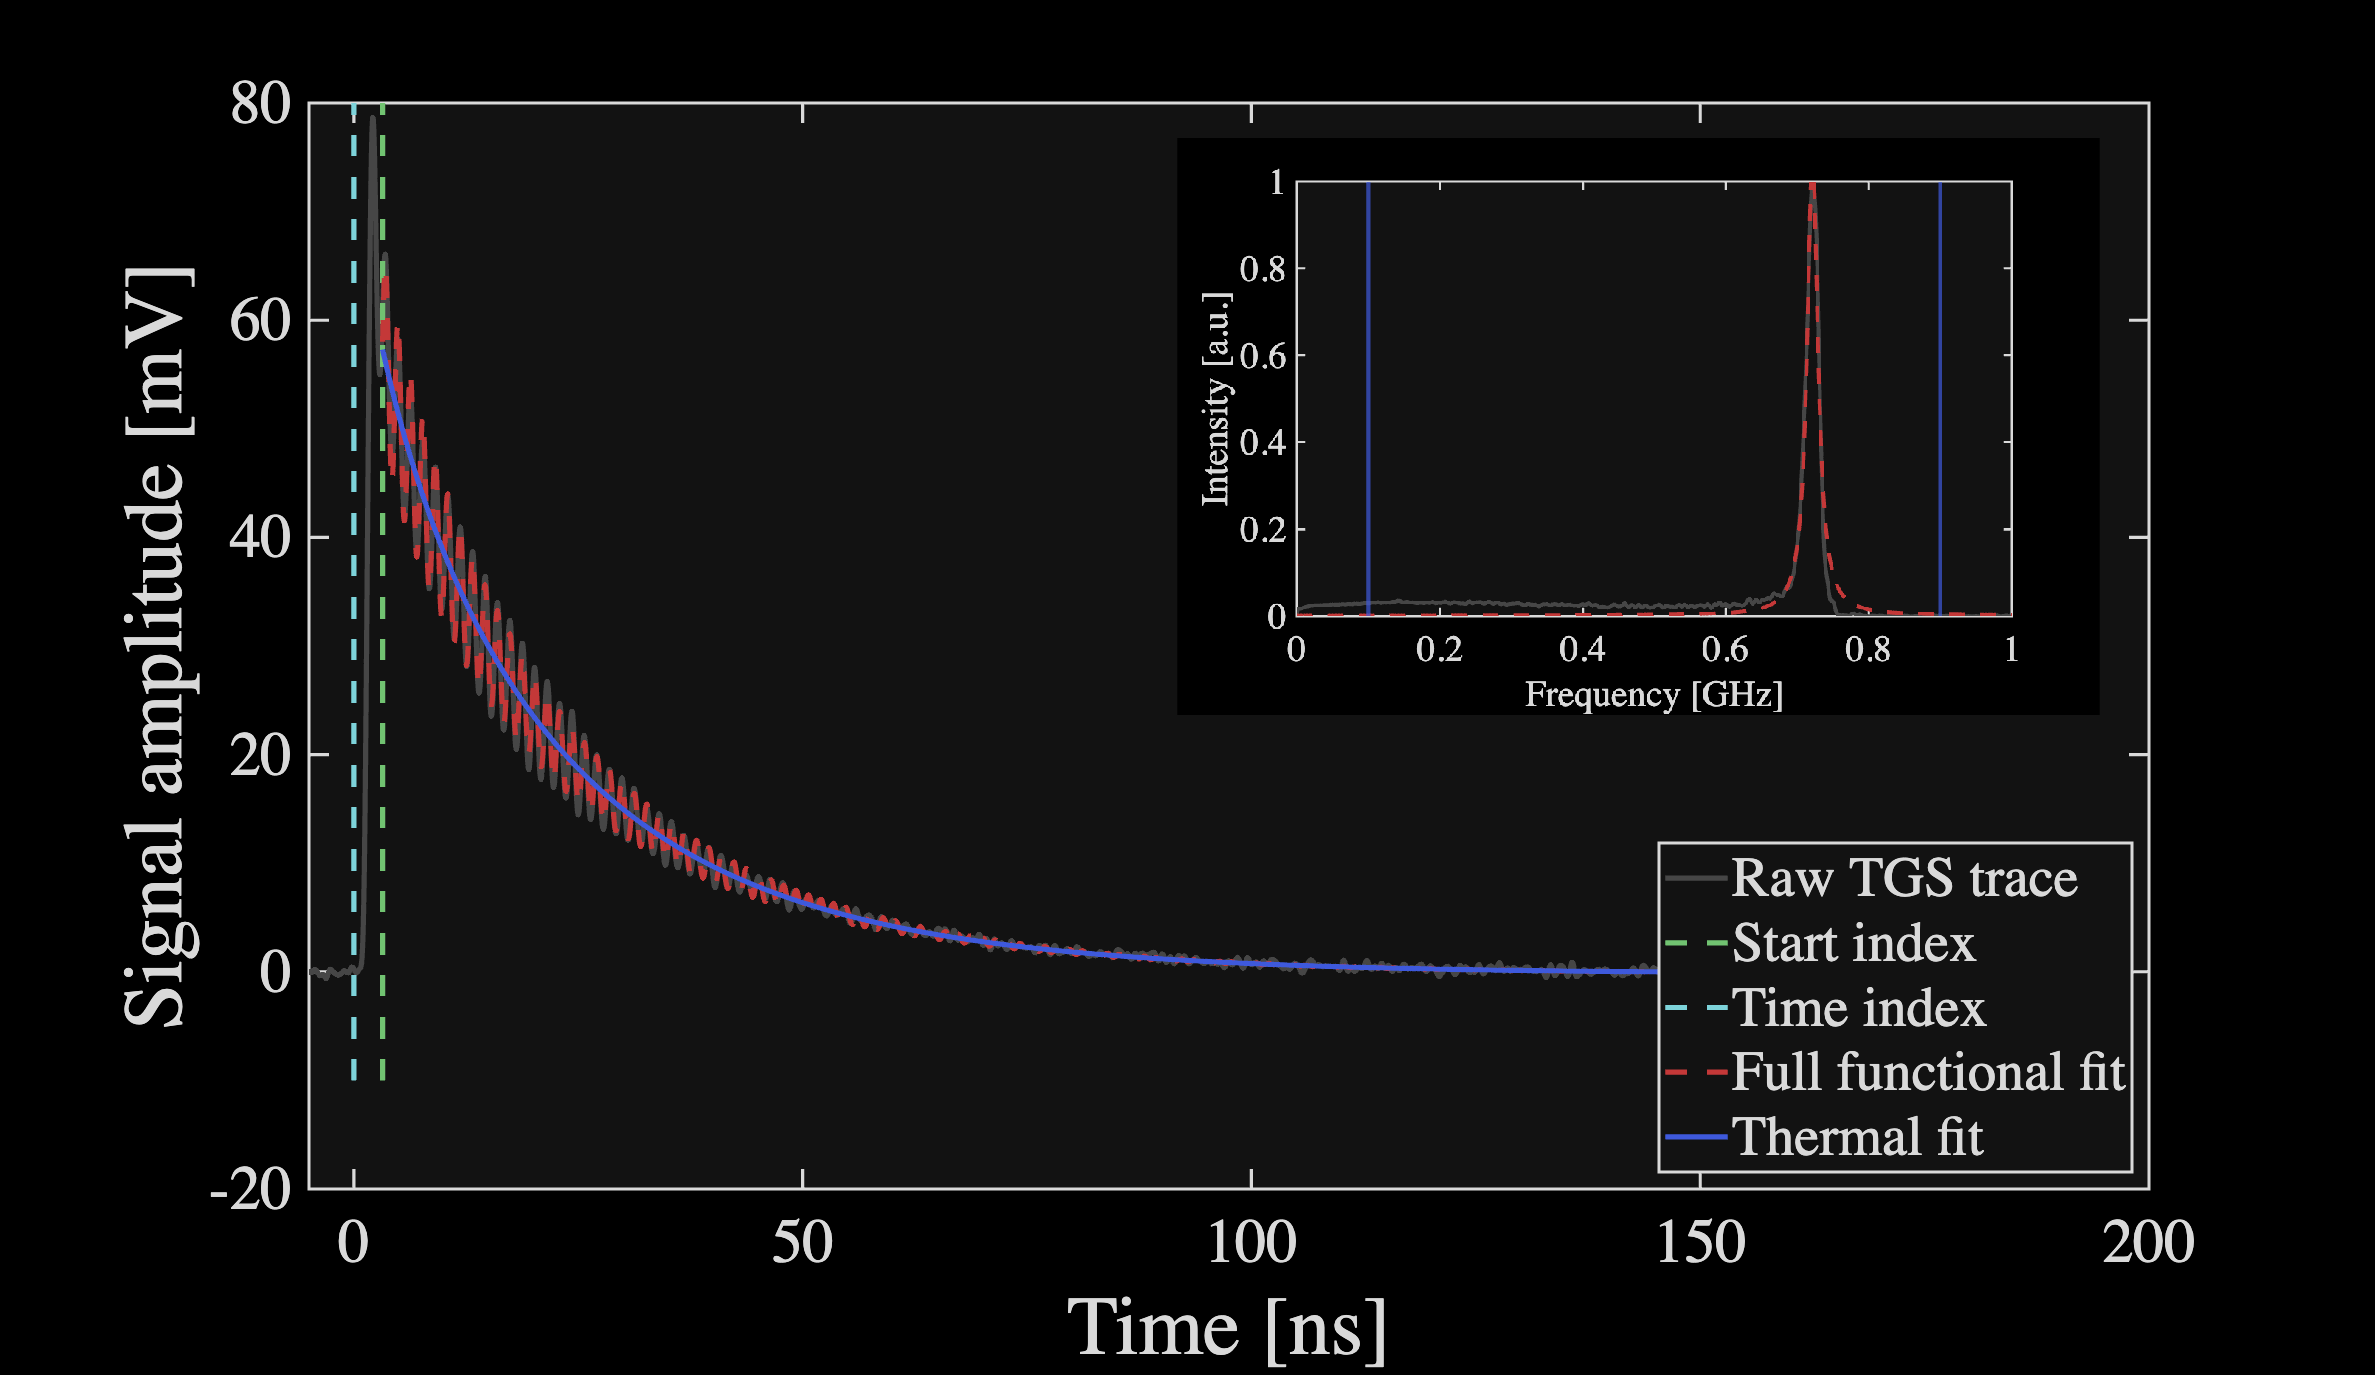 80
60
40
20
0
-20
Signal amplitude [mV]
0
50
100
150
200
Time [ns]
1
0.8
0.6
0.4
0.2
0
Intensity [a.u.]
0
0.2
0.4
0.6
0.8
1
Frequency [GHz]
Raw TGS trace
Start index
Time index
Full functional fit
Thermal fit